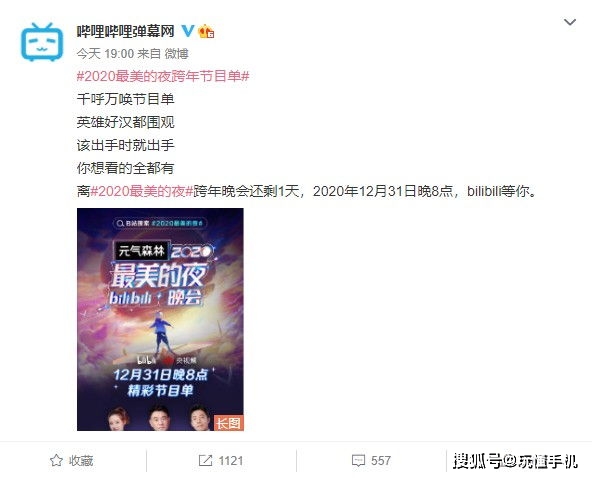 哔哩哔哩弹幕网
今天 19:00 来自 微博
#2020最美的夜跨年节目单#
千呼万唤节目单
英雄好汉都围观
该出手时就出手
你想看的全都有
离#2020最美的夜#跨年晚会还剩1天，2020年12月31日晚8点，bilibili等你。
B站搜索 #2020最美的夜#
元气森林 2020
最美的夜
bilibili 晚会
bilibili 央视频
12月31日晚8点
精彩节目单
长图
收藏
1121
557
搜狐号@玩懂手机